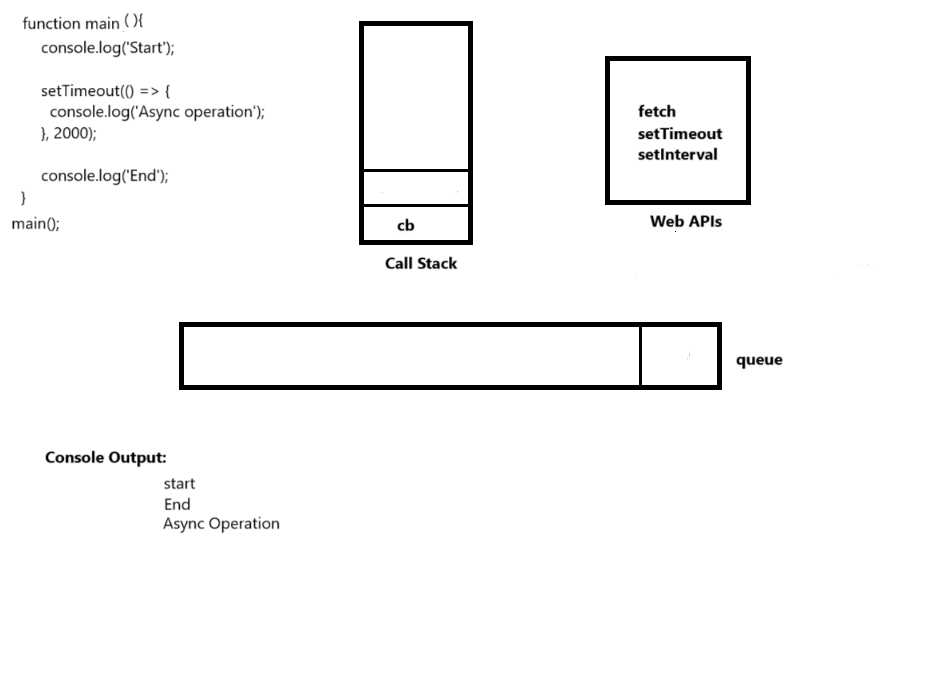 function main ( ){
console.log('Start');
setTimeout(() => {
console.log('Async operation');
}, 2000);
console.log('End');
}
main();
cb
Call Stack
fetch
setTimeout
setInterval
Web APIs
queue
Console Output:
start
End
Async Operation